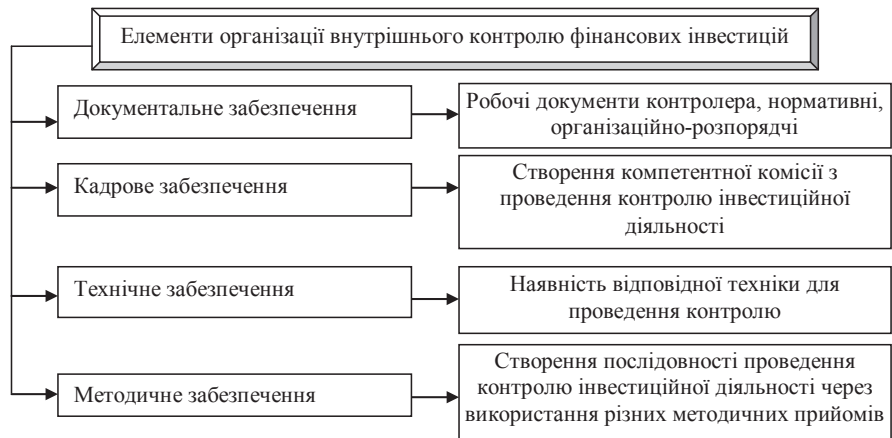 Елементи організації внутрішнього контролю фінансових інвестицій
Документальне забезпечення
Робочі документи контролера, нормативні,
організаційно-розпорядчі
Кадрове забезпечення
Створення компетентної комісії з
проведення контролю інвестиційної
діяльності
Технічне забезпечення
Наявність відповідної техніки для
проведення контролю
Методичне забезпечення
Створення послідовності проведення
контролю інвестиційної діяльності через
використання різних методичних прийомів